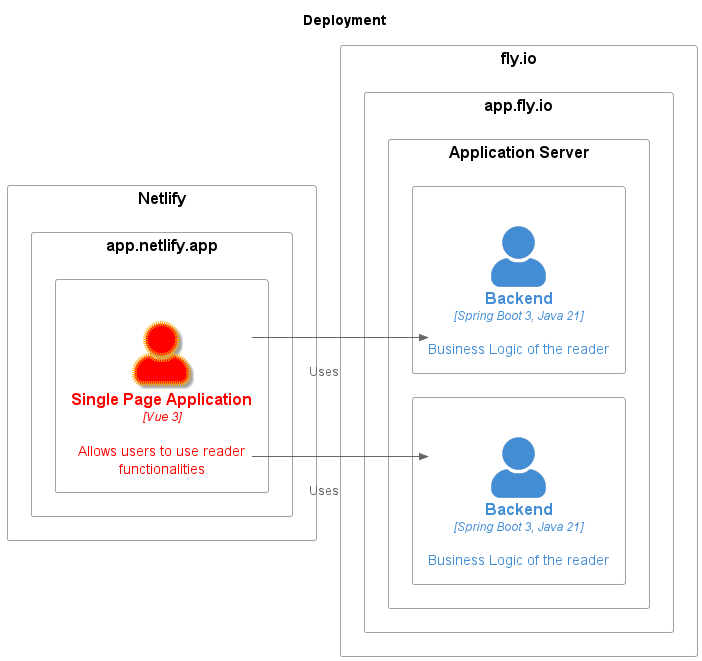 Deployment
fly.io
app.fly.io
Application Server
Netlify
app.netlify.app
Single Page Application
[Vue 3]
Allows users to use reader
functionalities
Uses
Uses
Backend
[Spring Boot 3, Java 21]
Business Logic of the reader
Backend
[Spring Boot 3, Java 21]
Business Logic of the reader